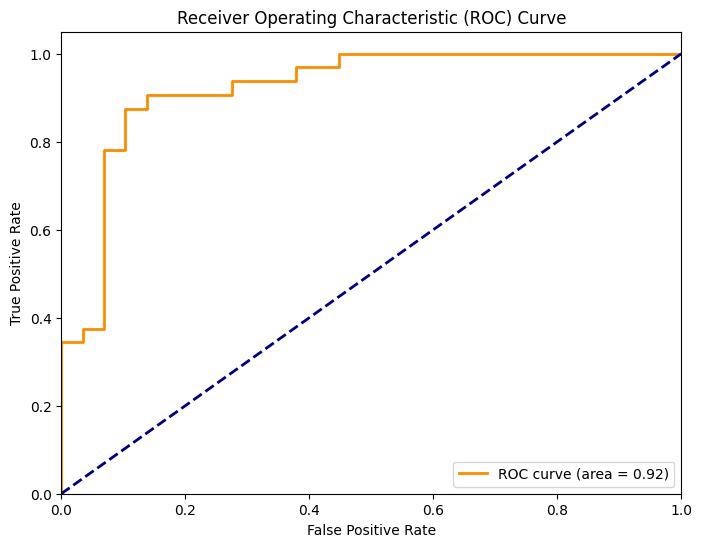 Receiver Operating Characteristic (ROC) Curve
1.0
0.8
0.6
0.4
0.2
0.0
True Positive Rate
ROC curve (area = 0.92)
0.0 0.2 0.4 0.6 0.8 1.0
False Positive Rate